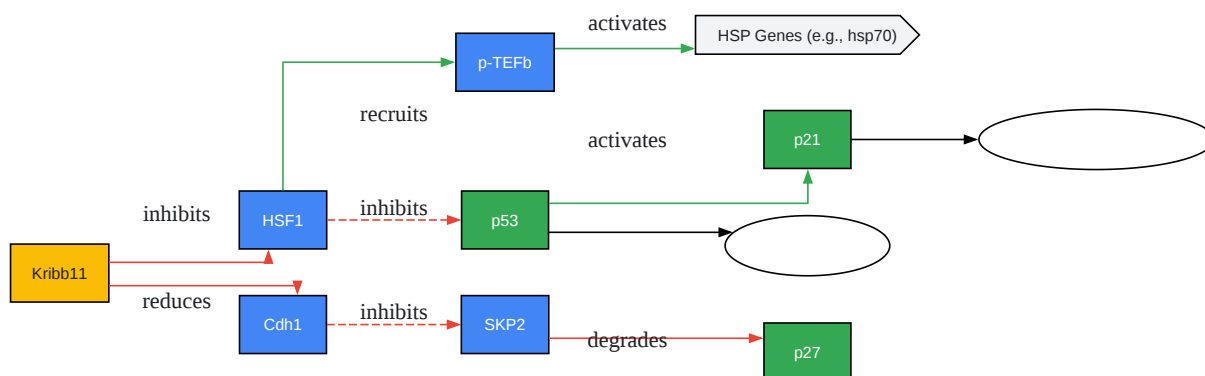 activates
HSP Genes (e.g., hsp70)
p-TEFb
recruits
activates
p21
inhibits
HSF1
inhibits
p53
Kribb11
reduces
Cdh1
inhibits
SKP2
degrades
p27